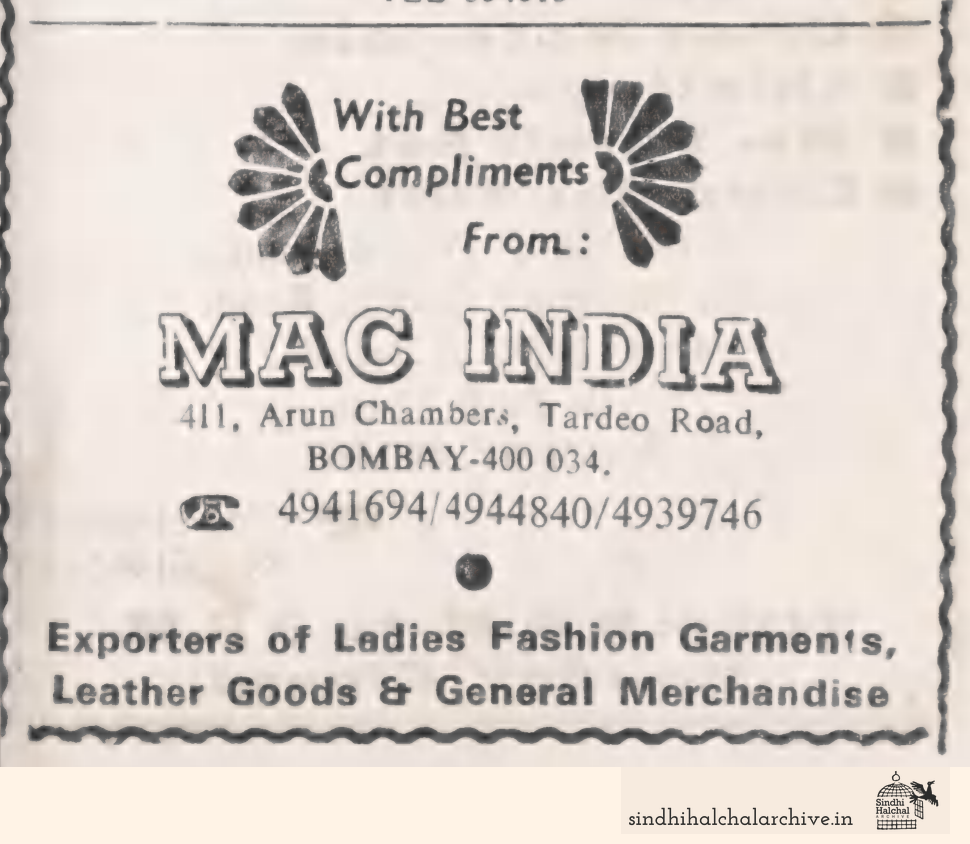 With Best
Compliments
From :
MAC INDIA
411, Arun Chambers, Tardeo Road,
BOMBAY-400 034.
4941694/4944840/4939746
Exporters of Ladies Fashion Garments,
Leather Goods & General Merchandise
sindhihalchalarchive.in
Sindhi
Halchal
ARCHIVE